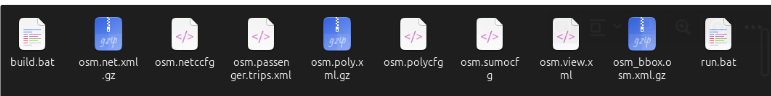 gzip
gzip
gzip
build.bat
osm.net.xml
.gz
osm.netccfg
osm.passen
ger.trips.xml
osm.poly.x
ml.gz
osm.polycfg
osm.sumocf
g
osm.view.x
ml
osm_bbox.o
sm.xml.gz
run.bat